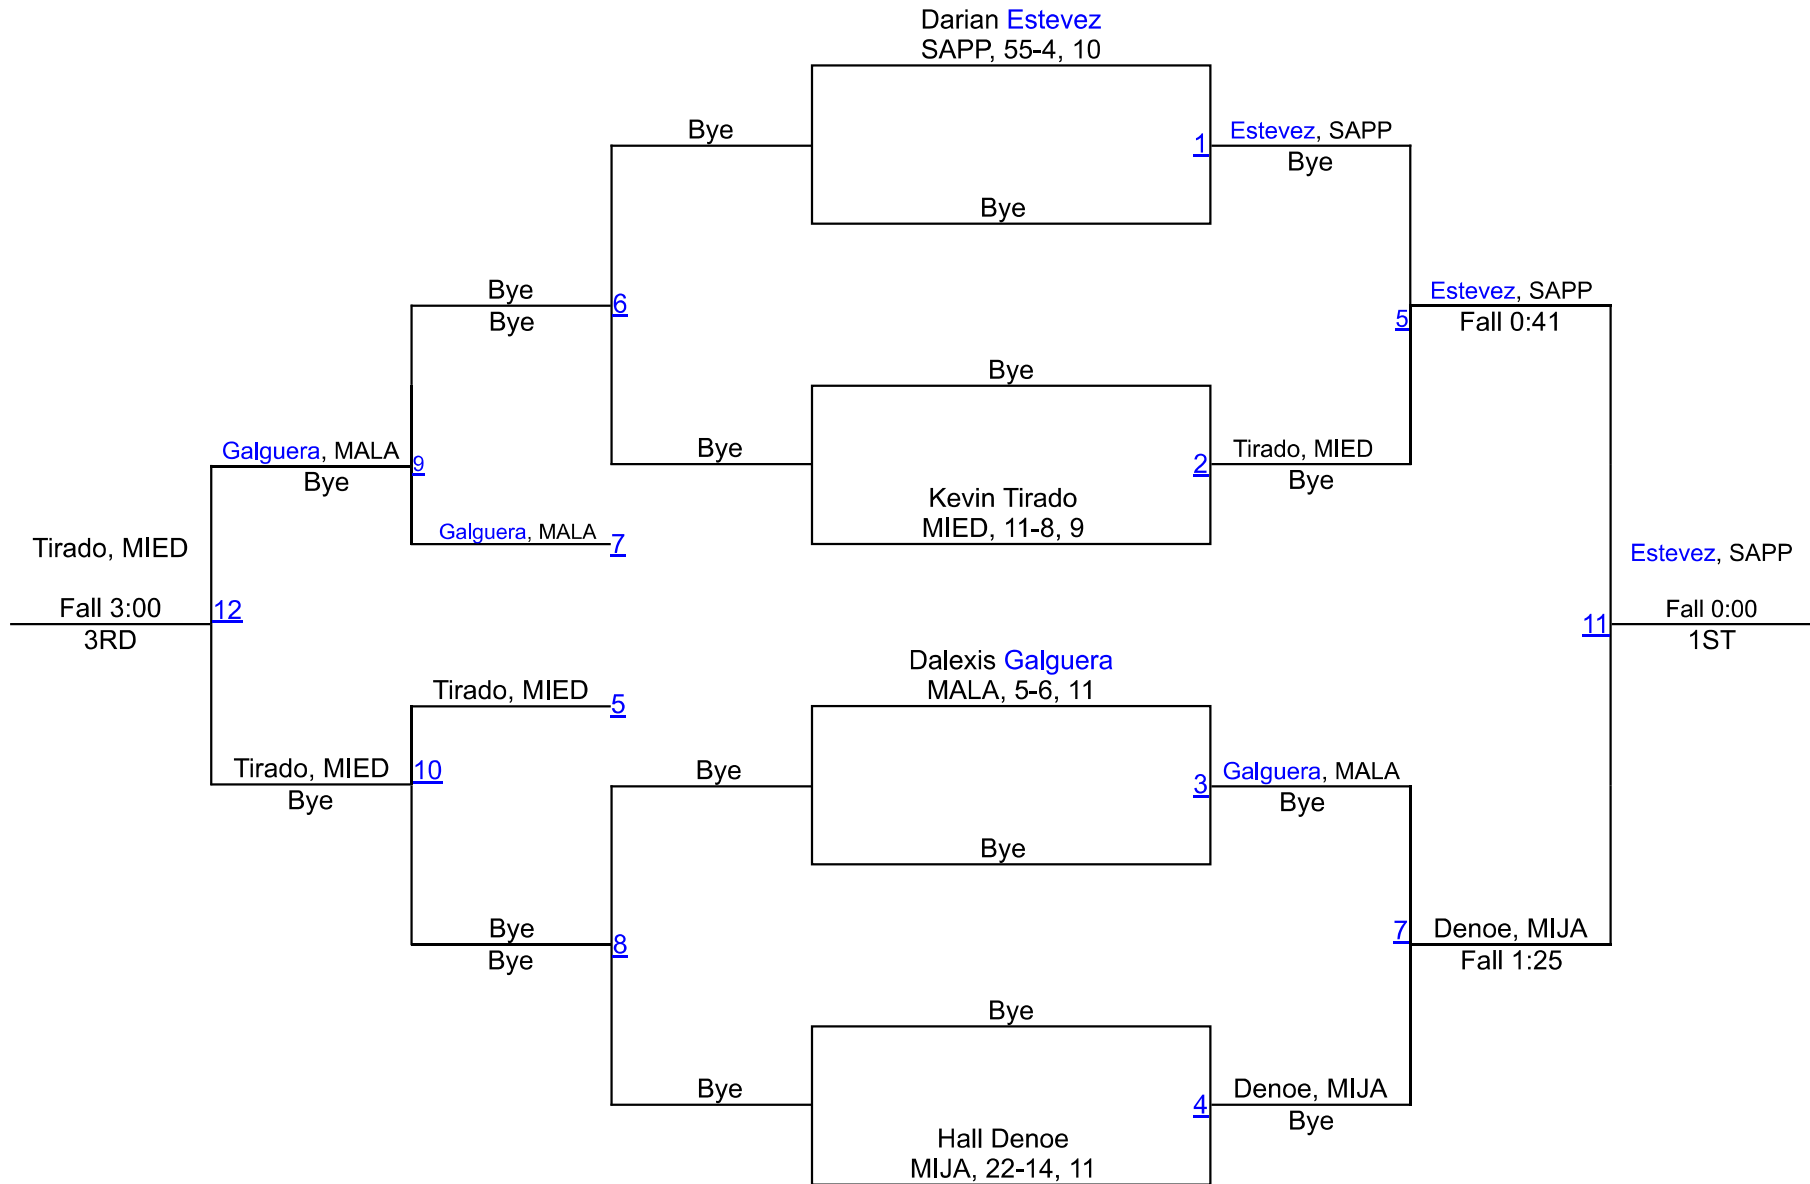 Darian Estevez
SAPP, 55-4, 10
Bye
1
Estevez, SAPP
Bye
Bye
Bye
Bye
6
Estevez, SAPP
5
Fall 0:41
Bye
Galguera, MALA
9
Bye
Bye
2
Tirado, MIED
Bye
Kevin Tirado
MIED, 11-8, 9
Galguera, MALA
7
Tirado, MIED
Estevez, SAPP
Fall 3:00
12
3RD
11
Fall 0:00
1ST
Dalexis Galguera
MALA, 5-6, 11
Tirado, MIED
5
Tirado, MIED
10
Bye
Bye
3
Galguera, MALA
Bye
Bye
Bye
Bye
8
7
Denoe, MIJA
Fall 1:25
Bye
Bye
4
Denoe, MIJA
Bye
Hall Denoe
MIJA, 22-14, 11